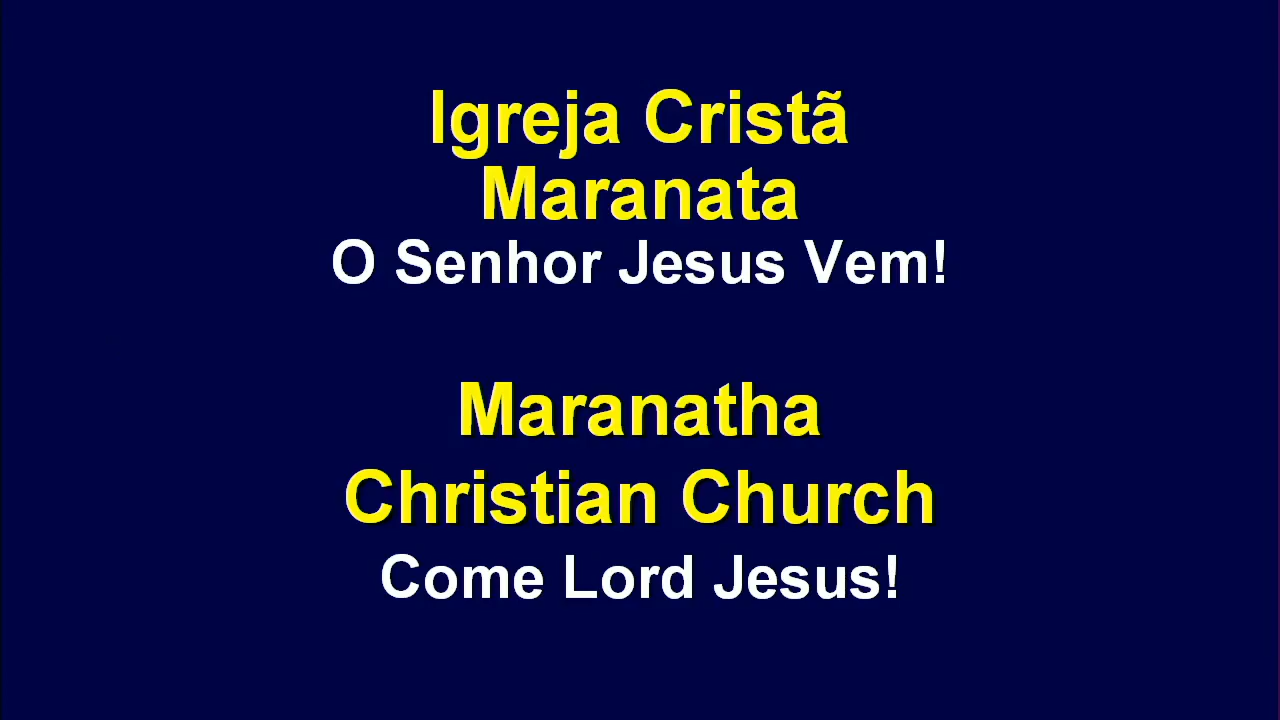 Igreja Cristã
Maranata
O Senhor Jesus Vem!
Maranatha
Christian Church
Come Lord Jesus!